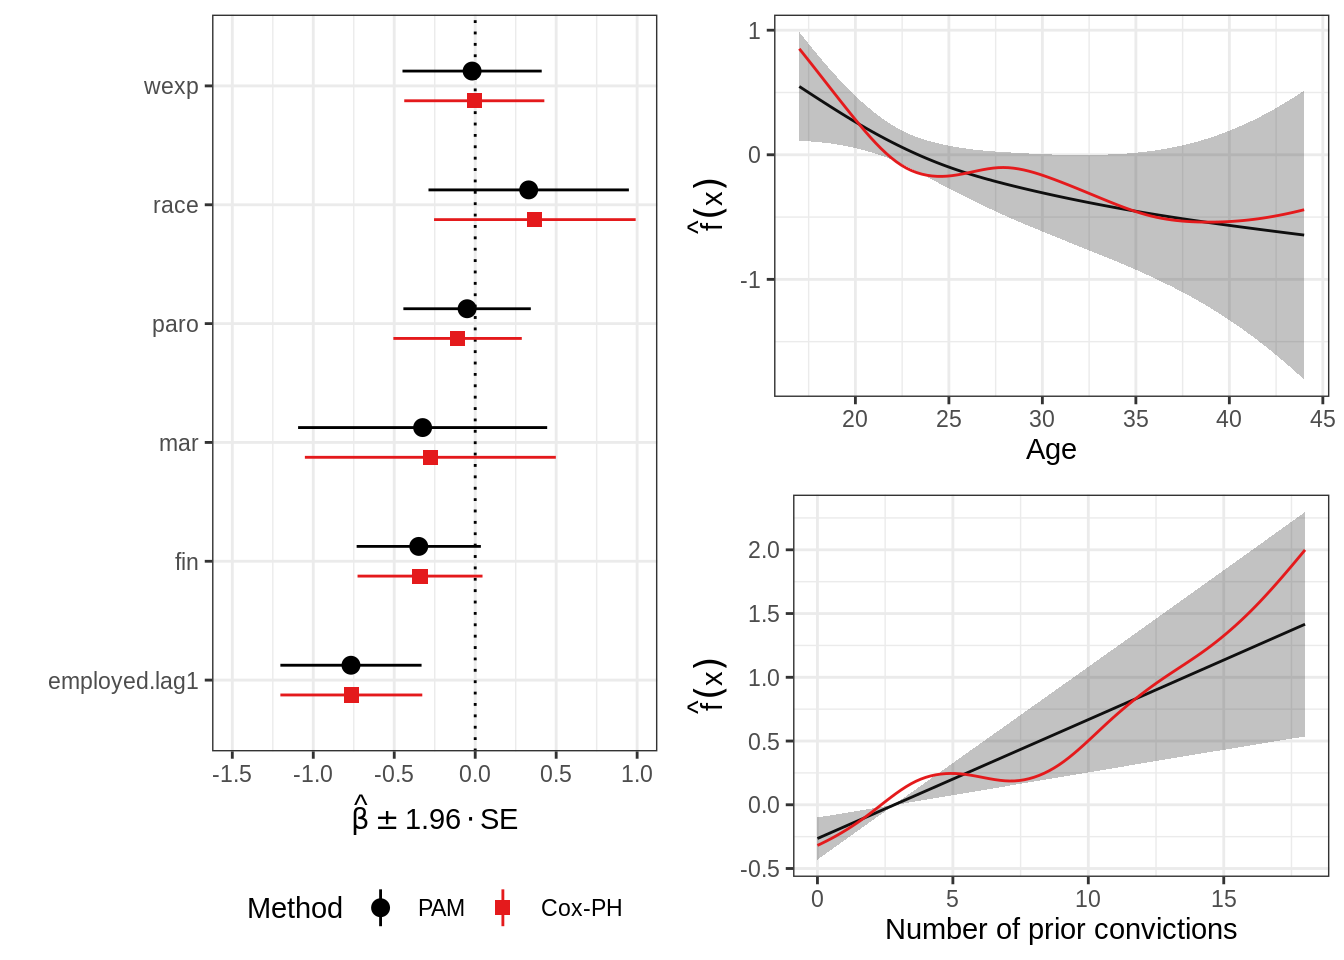 wexp
race
paro
mar
fin
employed.lag1
-1.5 -1.0 -0.5 0.0 0.5 1.0
β̂ ± 1.96 · SE
Method PAM Cox-PH
1
0
-1
f̂(x)
20 25 30 35 40 45
Age
2.0
1.5
1.0
0.5
0.0
-0.5
f̂(x)
0 5 10 15
Number of prior convictions